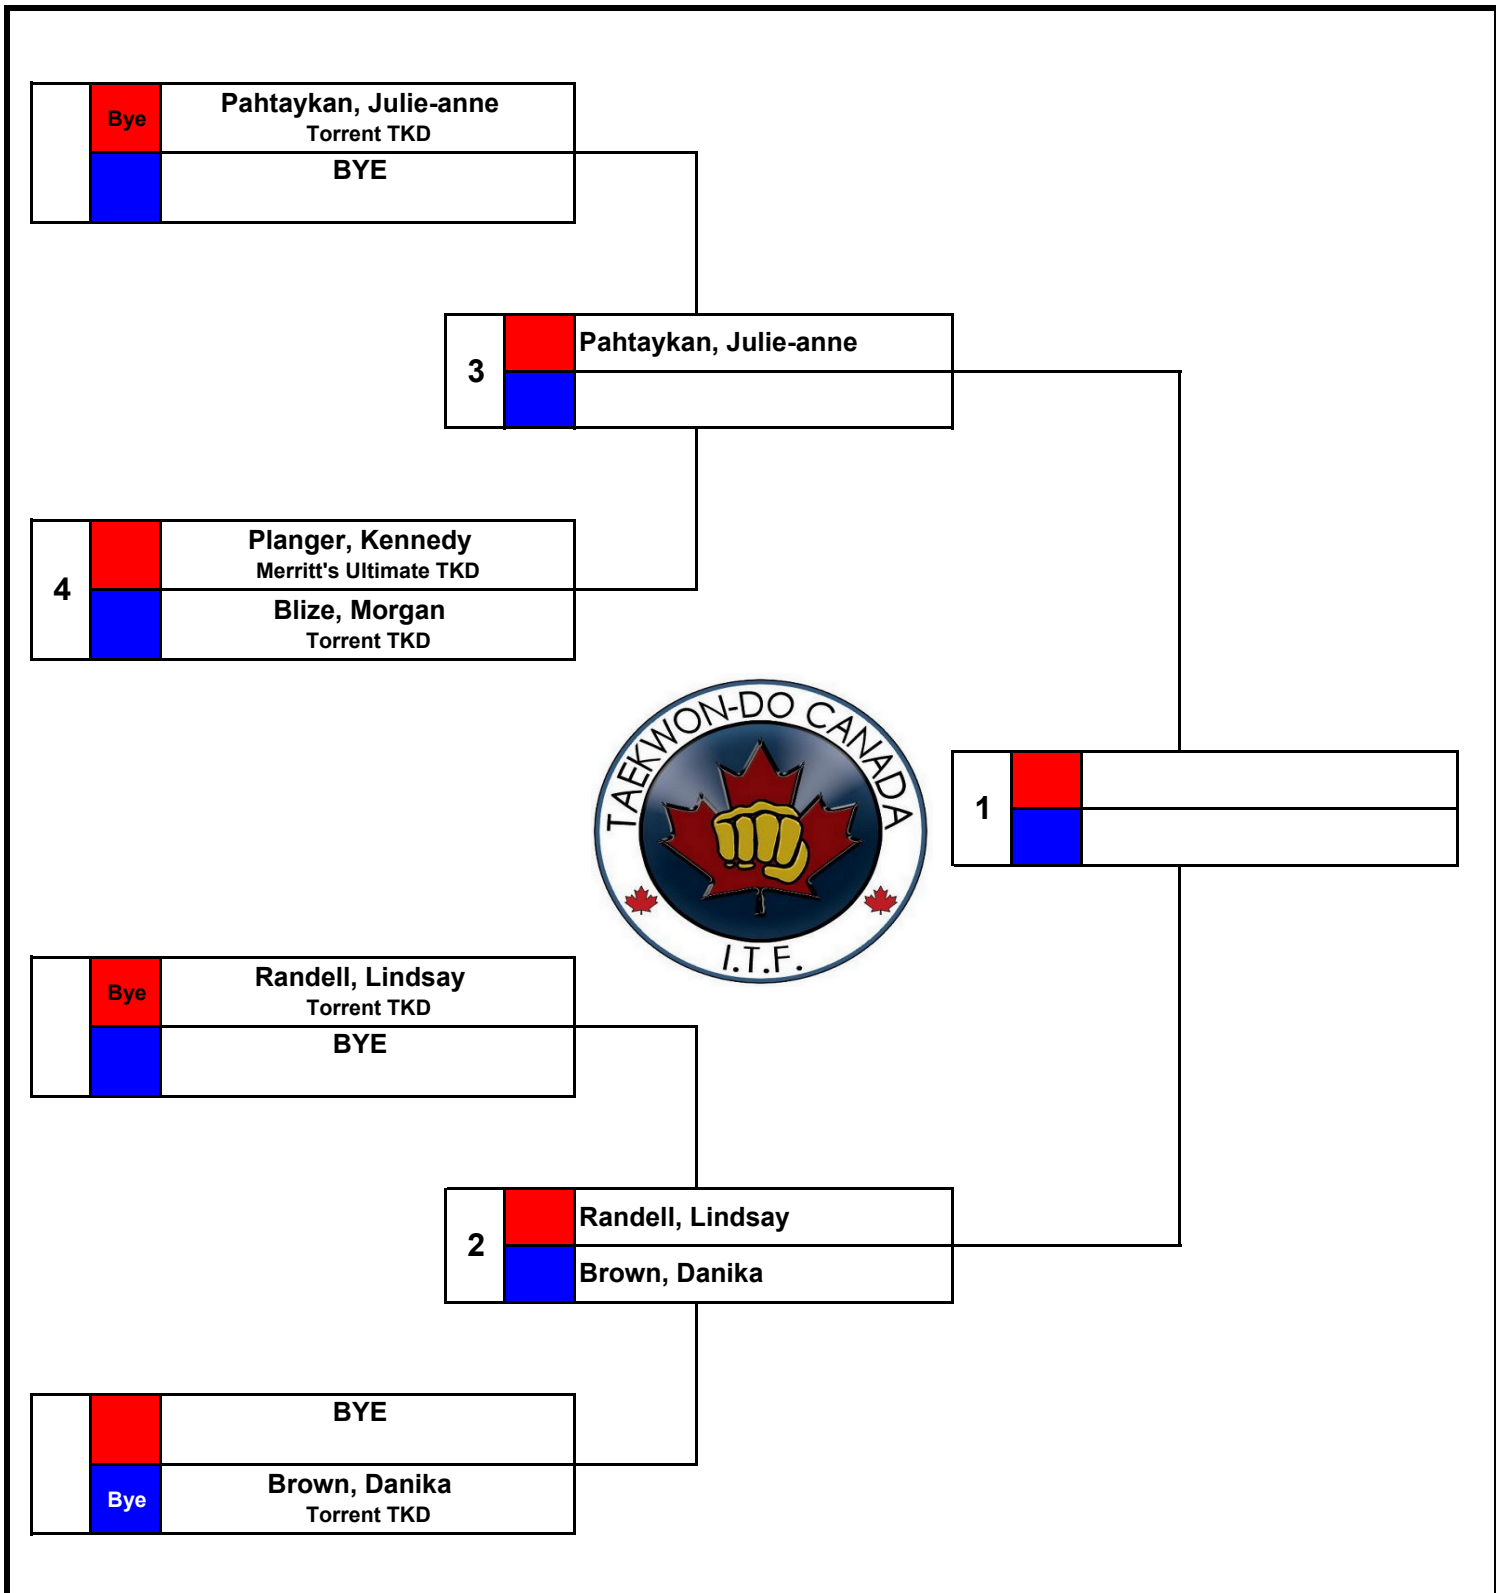 Bye
Pahtaykan, Julie-anne
Torrent TKD
BYE
3
Pahtaykan, Julie-anne
4
Planger, Kennedy
Merritt's Ultimate TKD
Blize, Morgan
Torrent TKD
TAEKWON-DO CANADA
I.T.F.
1
Bye
Randell, Lindsay
Torrent TKD
BYE
2
Randell, Lindsay
Brown, Danika
BYE
Bye
Brown, Danika
Torrent TKD